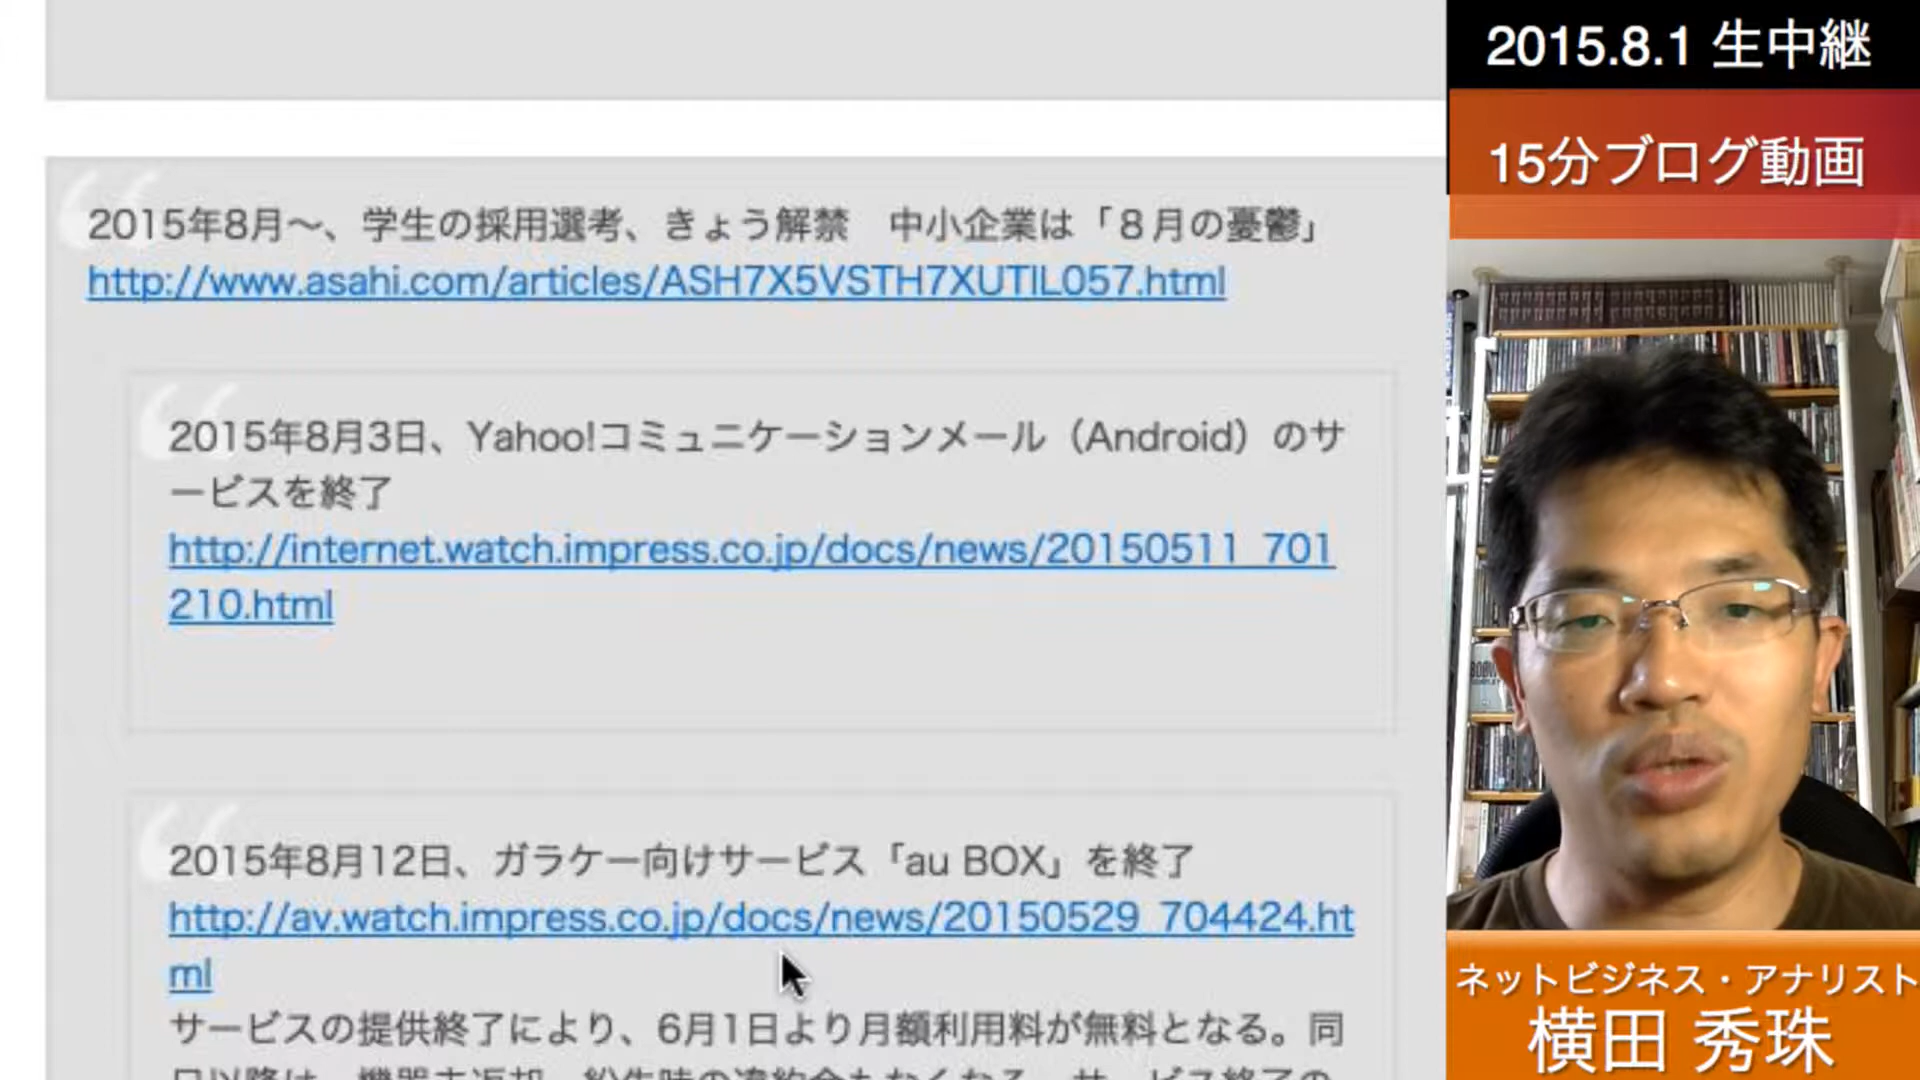 2015年8月〜、学生の採用選考、きょう解禁　中小企業は「８月の憂鬱」
http://www.asahi.com/articles/ASH7X5VSTH7XUTIL057.html
2015年8月3日、Yahoo!コミュニケーションメール（Android）のサ
ービスを終了
http://internet.watch.impress.co.jp/docs/news/20150511_701
210.html
2015年8月12日、ガラケー向けサービス「au BOX」を終了
http://av.watch.impress.co.jp/docs/news/20150529_704424.ht
ml
サービスの提供終了により、6月1日より月額利用料が無料となる。同
2015.8.1 生中継
15分ブログ動画
ネットビジネス・アナリスト
横田 秀珠